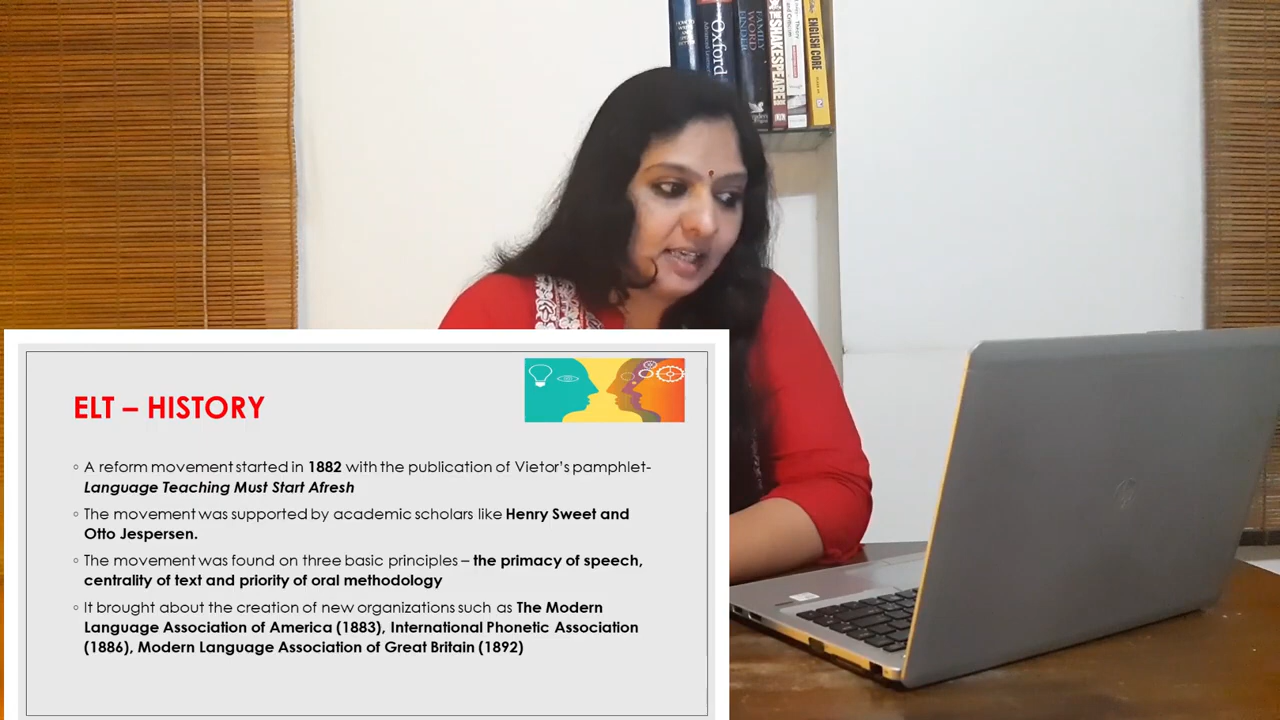 Oxford
FAMILY
WORD
FINDER
SHAKESPEARE
ENGLISH CORE
ELT – HISTORY
A reform movement started in 1882 with the publication of Vietor's pamphlet-
Language Teaching Must Start Afresh
The movement was supported by academic scholars like Henry Sweet and
Otto Jespersen.
The movement was found on three basic principles – the primacy of speech,
centrality of text and priority of oral methodology
It brought about the creation of new organizations such as The Modern
Language Association of America (1883), International Phonetic Association
(1886), Modern Language Association of Great Britain (1892)
hp